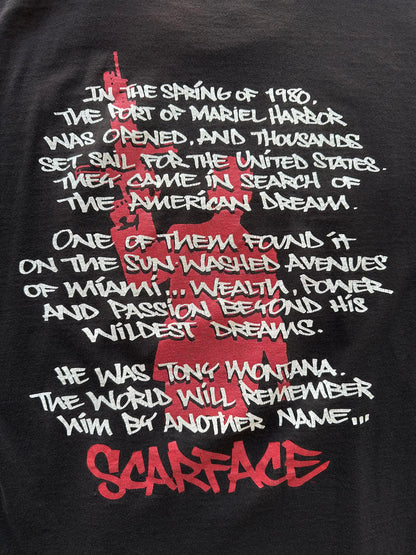 IN THE SPRING OF 1980,
THE PORT OF MARIEL HARBOR
WAS OPENED, AND THOUSANDS
SET SAIL FOR THE UNITED STATES.
THEY CAME IN SEARCH OF
THE AMERICAN DREAM.
ONE OF THEM FOUND IT
ON THE SUN-WASHED AVENUES
OF MIAMI... WEALTH, POWER
AND PASSION BEYOND HIS
WILDEST DREAMS.
HE WAS TONY MONTANA.
THE WORLD WILL REMEMBER
HIM BY ANOTHER NAME...
SCARFACE